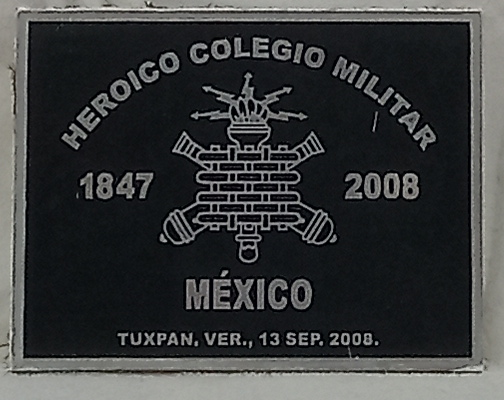 HEROICO COLEGIO MILITAR
1847 2008
MÉXICO
TUXPAN, VER., 13 SEP. 2008.